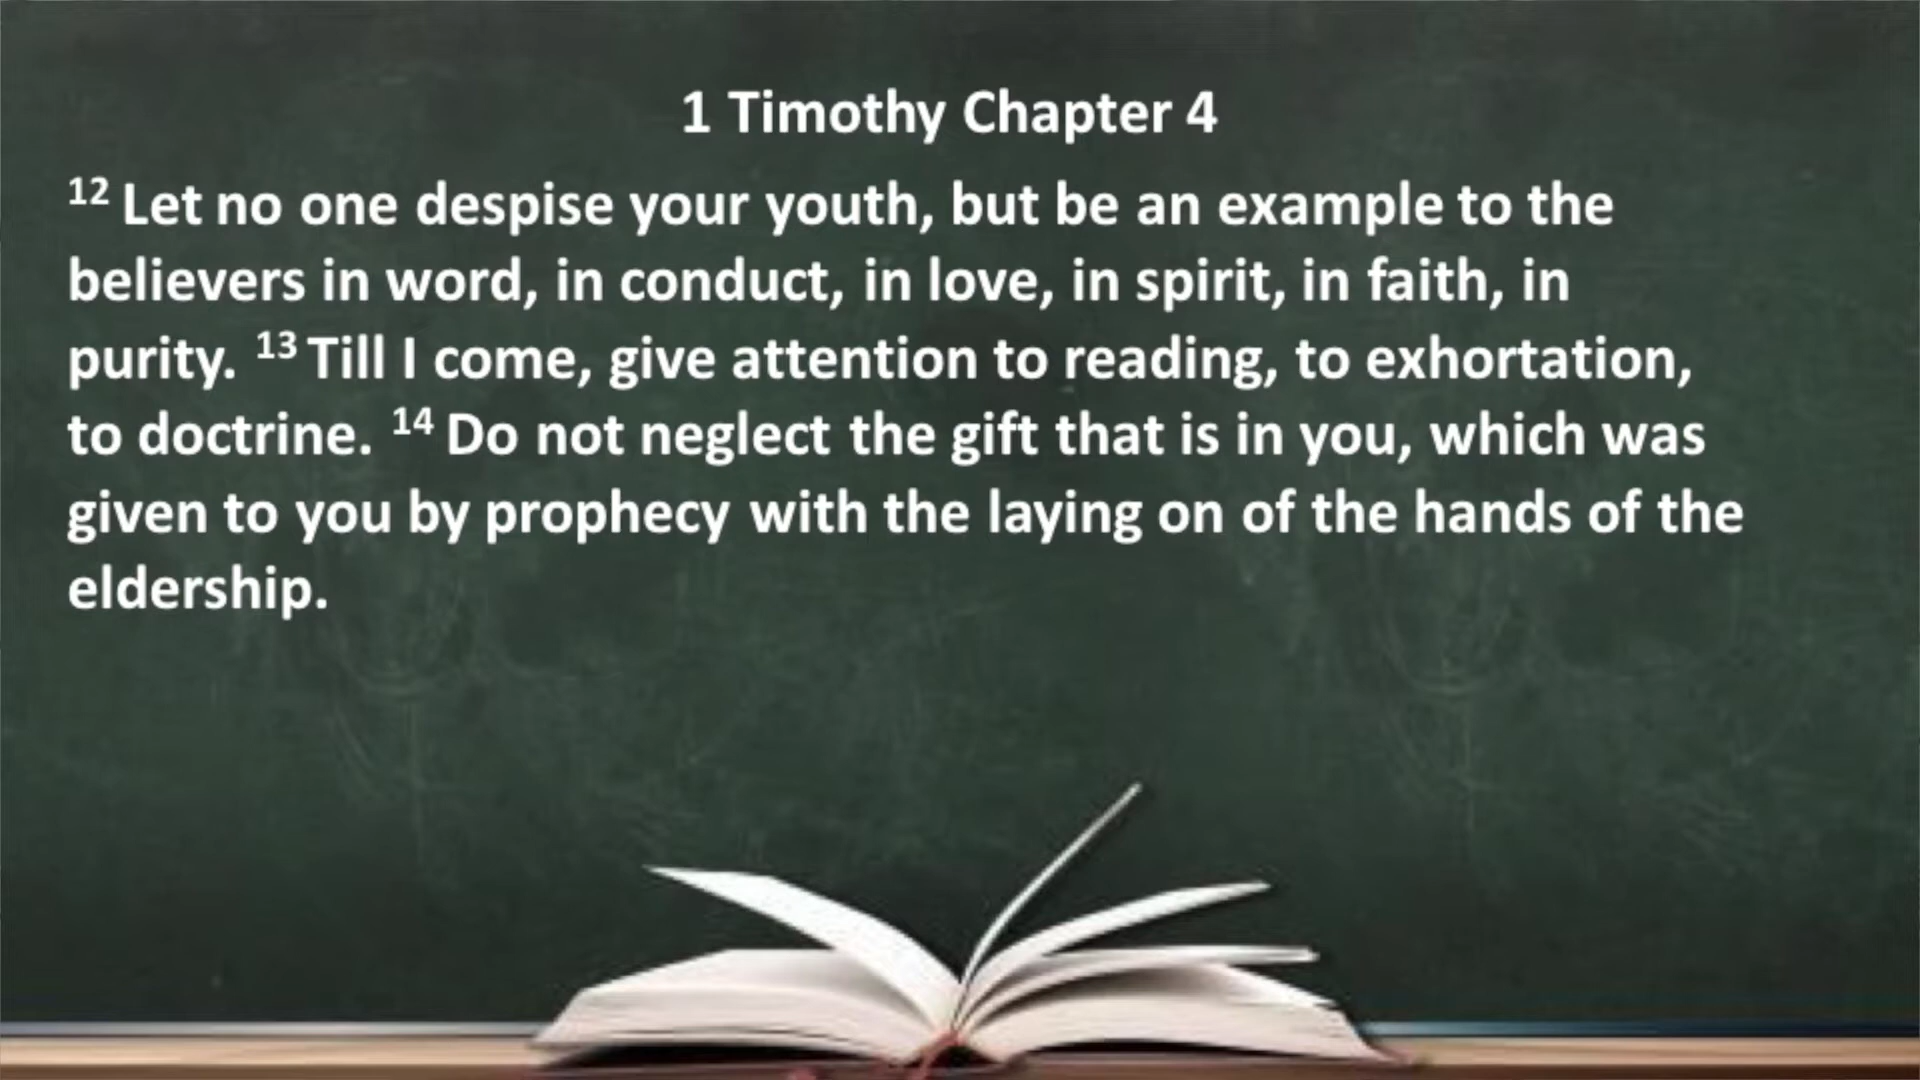 1 Timothy Chapter 4
12 Let no one despise your youth, but be an example to the
believers in word, in conduct, in love, in spirit, in faith, in
purity. 13 Till I come, give attention to reading, to exhortation,
to doctrine. 14 Do not neglect the gift that is in you, which was
given to you by prophecy with the laying on of the hands of the
eldership.